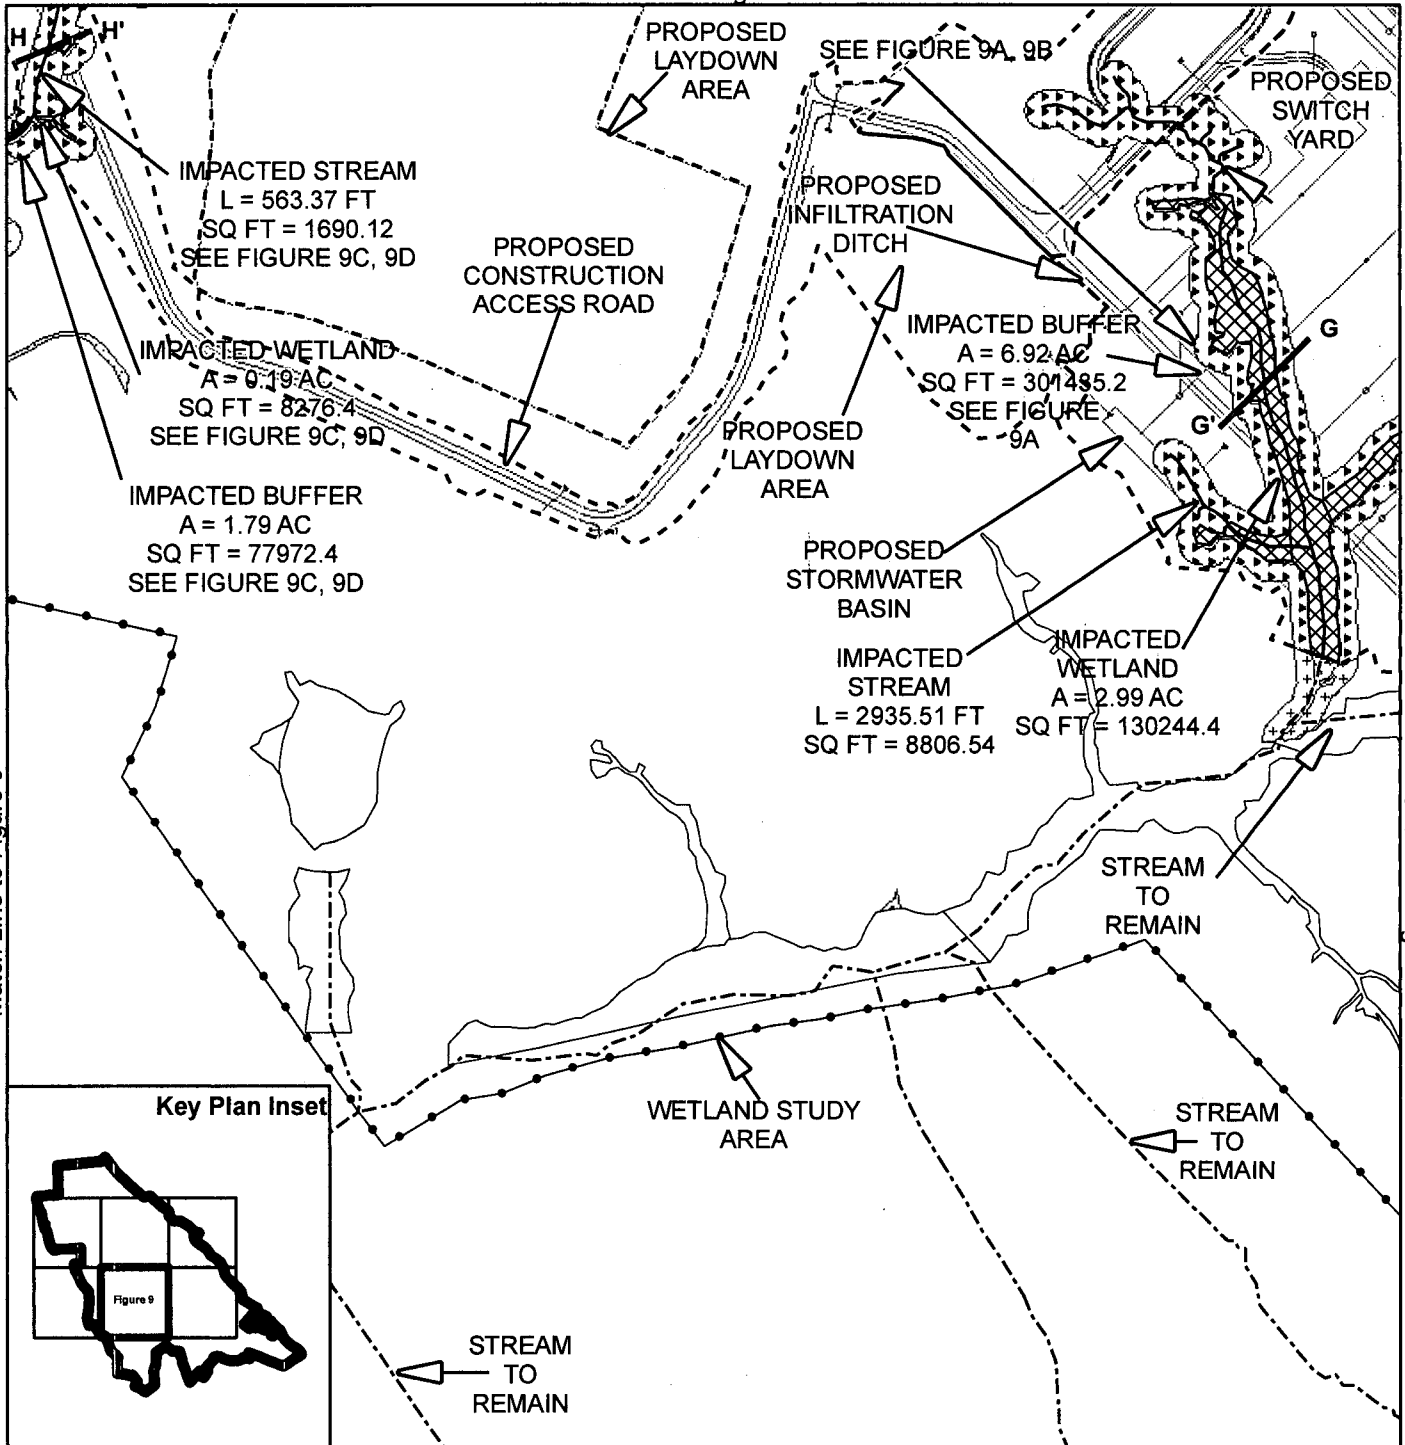 H
H'
PROPOSED
LAYDOWN
AREA
SEE FIGURE 9A, 9B
PROPOSED
SWITCH
YARD
IMPACTED STREAM
L = 563.37 FT
SQ FT = 1690.12
SEE FIGURE 9C, 9D
PROPOSED
CONSTRUCTION
ACCESS ROAD
PROPOSED
INFILTRATION
DITCH
IMPACTED BUFFER
A = 6.92 AC
SQ FT = 301435.2
SEE FIGURE
9A
G
G'
IMPACTED WETLAND
A = 0.19 AC
SQ FT = 8276.4
SEE FIGURE 9C, 9D
PROPOSED
LAYDOWN
AREA
IMPACTED BUFFER
A = 1.79 AC
SQ FT = 77972.4
SEE FIGURE 9C, 9D
PROPOSED
STORMWATER
BASIN
IMPACTED
STREAM
L = 2935.51 FT
SQ FT = 8806.54
IMPACTED
WETLAND
A = 2.99 AC
SQ FT = 130244.4
STREAM
TO
REMAIN
WETLAND STUDY
AREA
STREAM
TO
REMAIN
Key Plan Inset
Figure 9
STREAM
TO
REMAIN